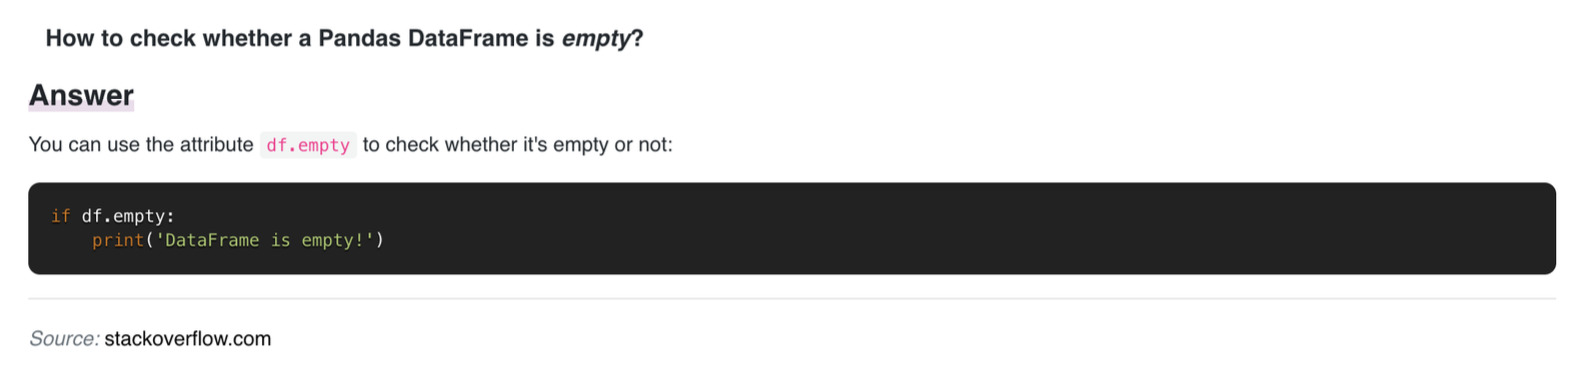 How to check whether a Pandas DataFrame is empty?
Answer
You can use the attribute df.empty to check whether it's empty or not:
if df.empty:
    print('DataFrame is empty!')
Source: stackoverflow.com